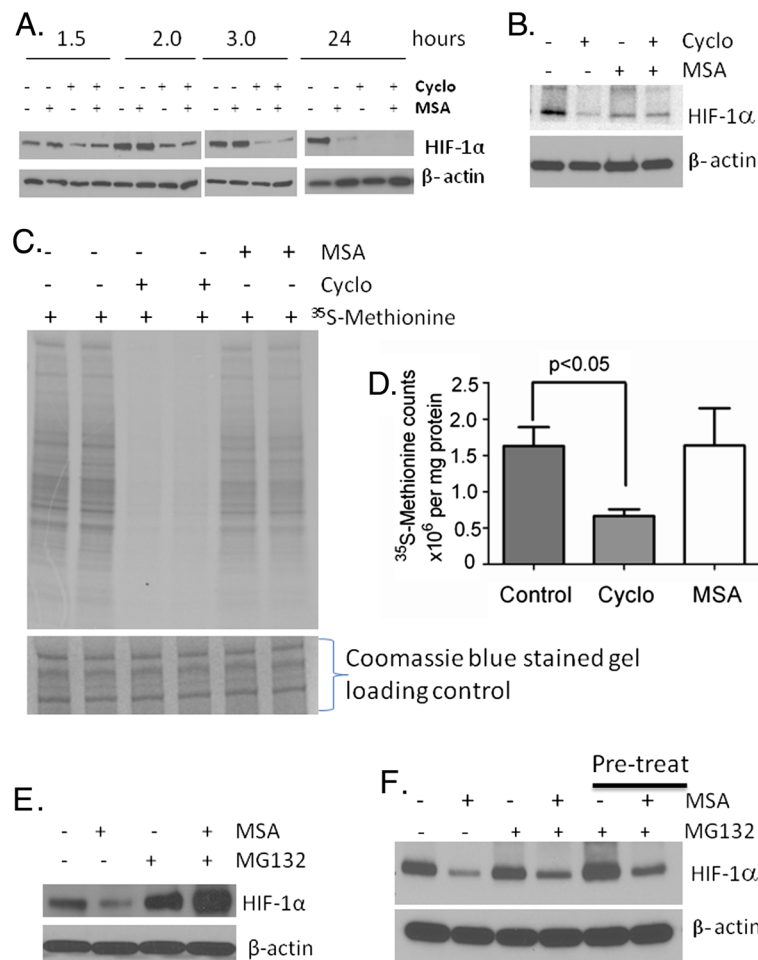 A.
1.5 2.0 3.0 24 hours
- - + + - - + + - - + + - - + + Cyclo
- + - + - + - + - + - + - + - + MSA
HIF-1α
β- actin
B.
- + - + Cyclo
- - + + MSA
HIF-1α
β- actin
C.
- - - - + + MSA
- - + + - - Cyclo
+ + + + + + ³⁵S-Methionine
Coomassie blue stained gel
loading control
D.
p<0.05
³⁵S-Methionine counts
x10⁶ per mg protein
2.5
2.0
1.5
1.0
0.5
0
Control Cyclo MSA
E.
- + - + MSA
- - + + MG132
HIF-1α
β-actin
F.
Pre-treat
- + - + - + MSA
- - + + + + MG132
HIF-1α
β-actin